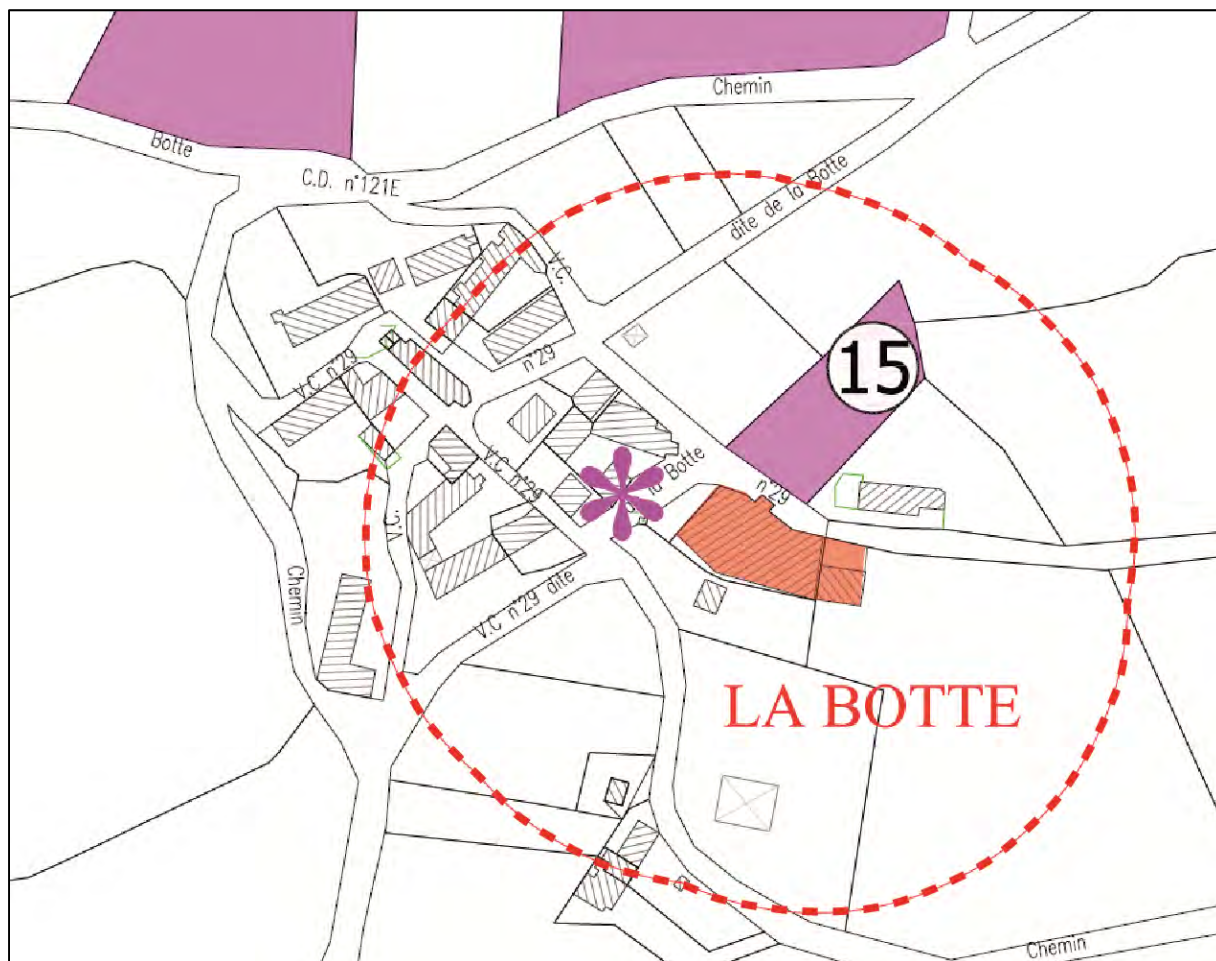 Chemin
Botte
C.D. n°121E
dite de la Botte
V.C.
n°29
V.C. n°29
15
V.C n°29
la Botte
n°29
V.C.
Chemin
V.C n°29 dite
LA BOTTE
Chemin